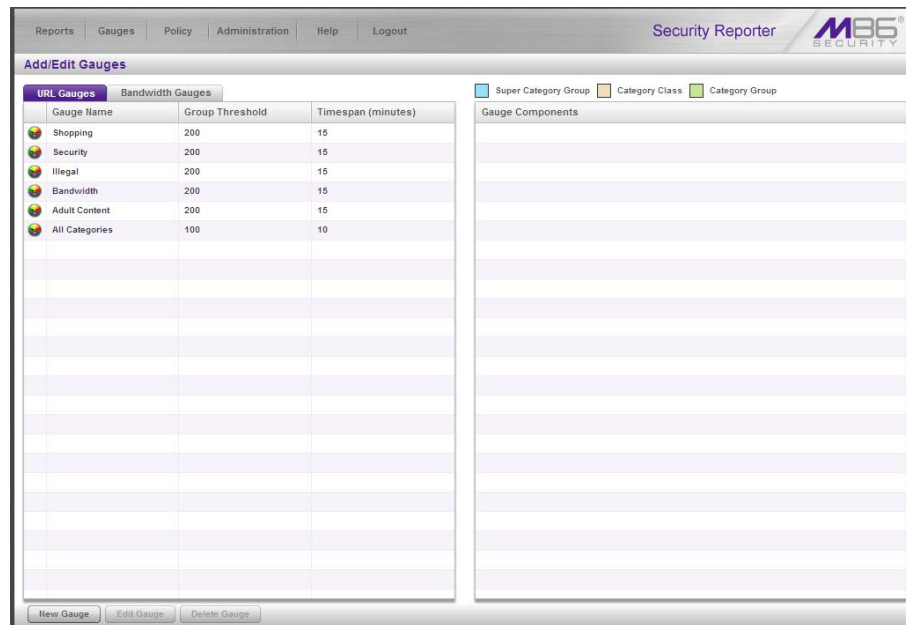 Reports Gauges Policy Administration Help Logout
Security Reporter
M86®
SECURITY
Add/Edit Gauges
URL Gauges Bandwidth Gauges
Super Category Group Category Class Category Group
Gauge Name Group Threshold Timespan (minutes)
Gauge Components
Shopping 200 15
Security 200 15
Illegal 200 15
Bandwidth 200 15
Adult Content 200 15
All Categories 100 10
New Gauge Edit Gauge Delete Gauge